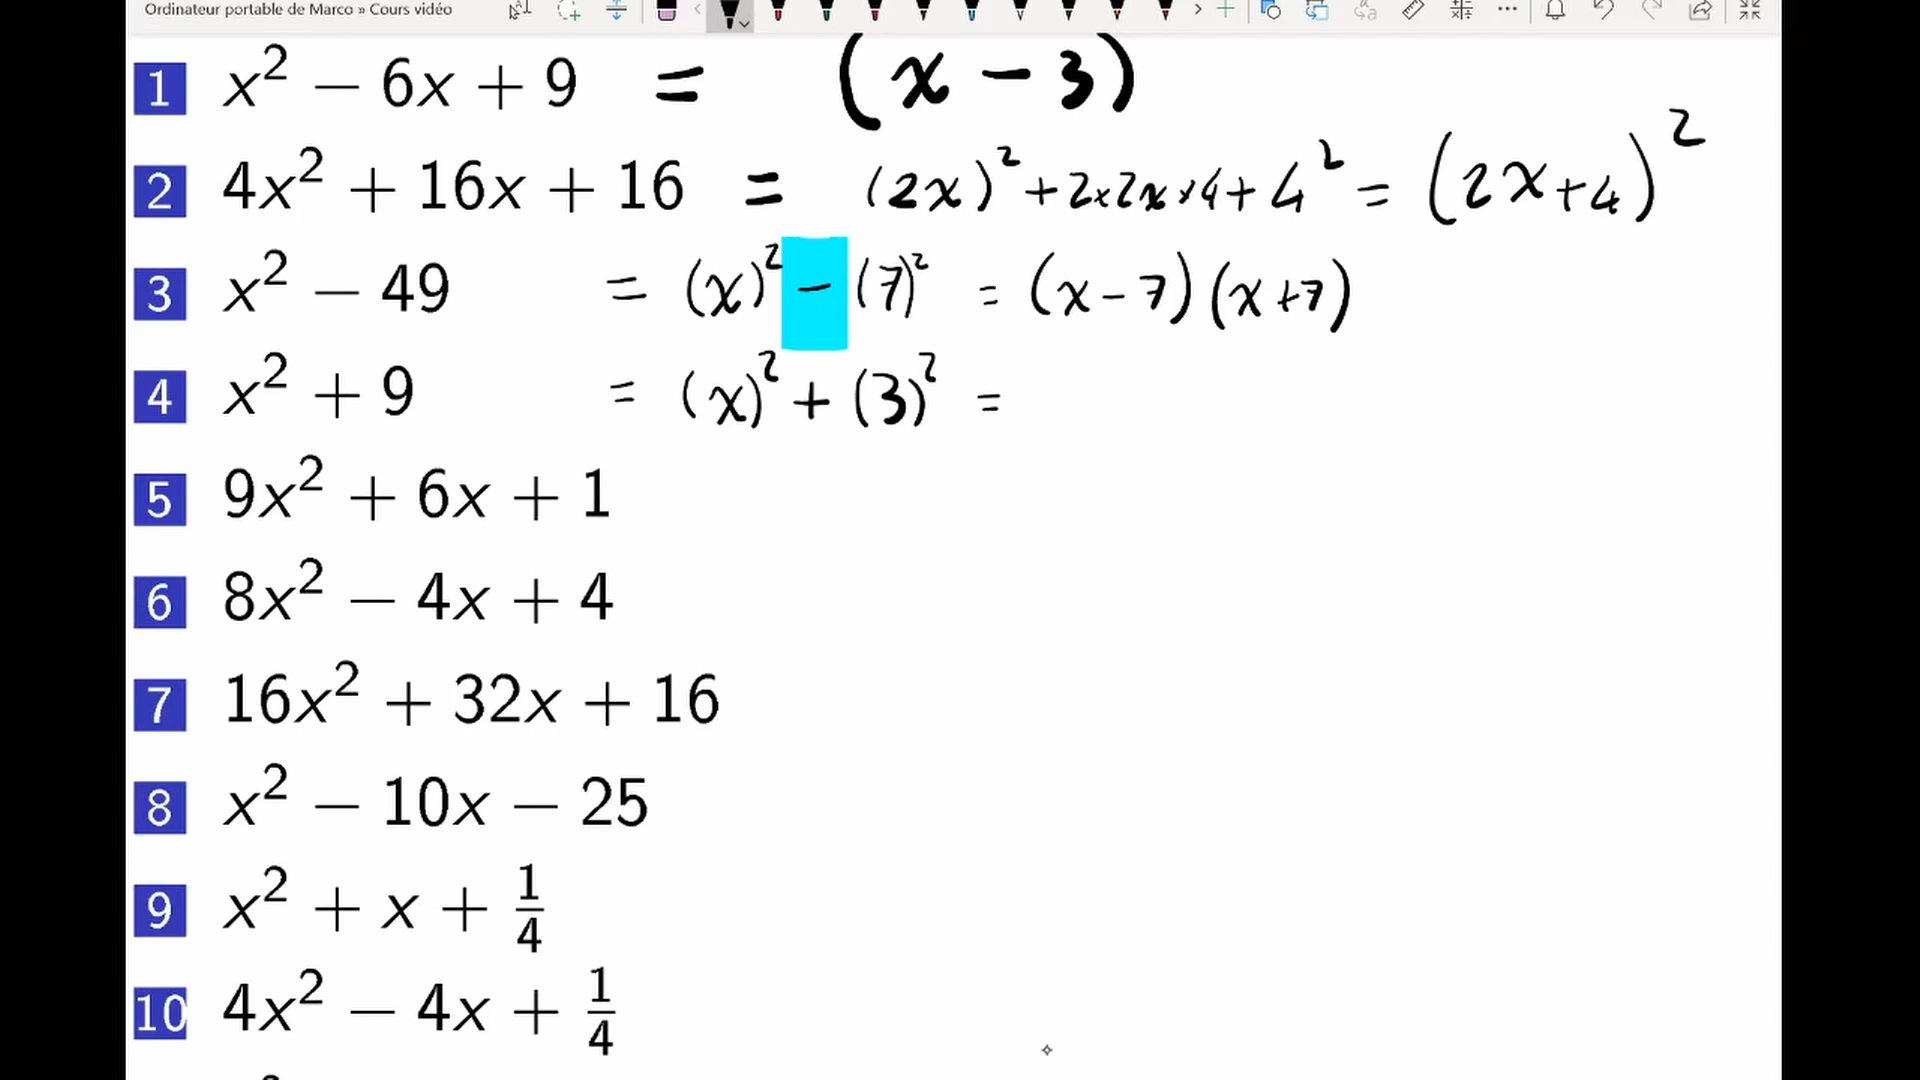 Ordinateur portable de Marco » Cours vidéo
1 x² − 6x + 9 = (x − 3)
2 4x² + 16x + 16 = (2x)² + 2×2x×4 + 4² = (2x+4)²
3 x² − 49 = (x)² − (7)² = (x − 7)(x+7)
4 x² + 9 = (x)² + (3)² =
5 9x² + 6x + 1
6 8x² − 4x + 4
7 16x² + 32x + 16
8 x² − 10x − 25
9 x² + x + 1/4
10 4x² − 4x + 1/4